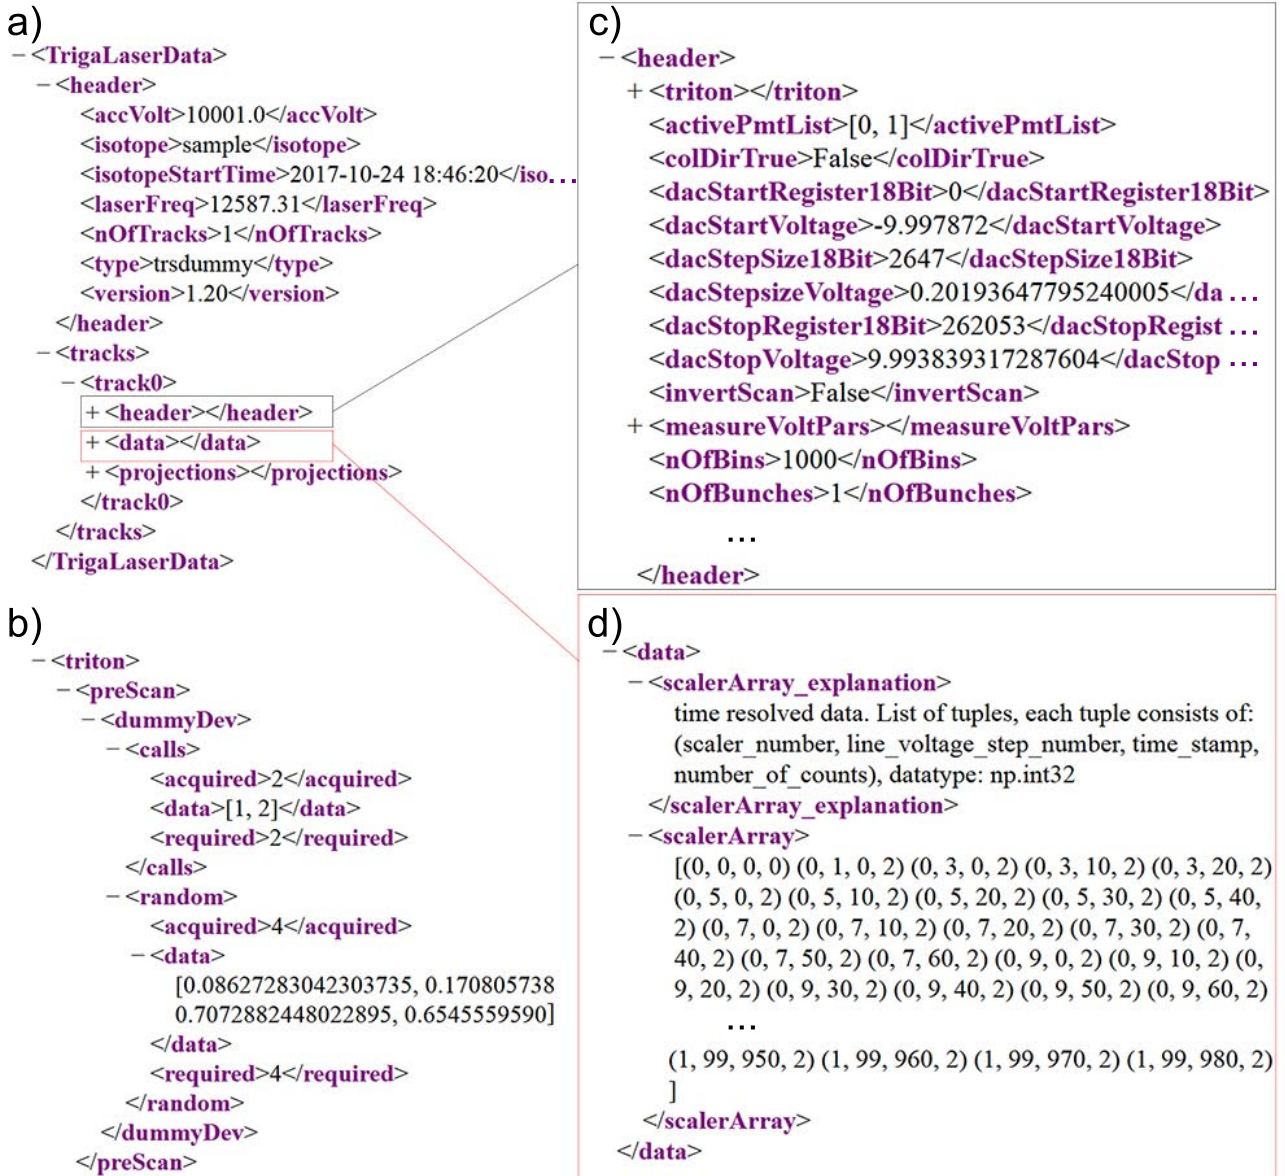 a)
− <TrigaLaserData>
− <header>
<accVolt>10001.0</accVolt>
<isotope>sample</isotope>
<isotopeStartTime>2017-10-24 18:46:20</iso...
<laserFreq>12587.31</laserFreq>
<nOfTracks>1</nOfTracks>
<type>trsdummy</type>
<version>1.20</version>
</header>
− <tracks>
− <track0>
+ <header></header>
+ <data></data>
+ <projections></projections>
</track0>
</tracks>
</TrigaLaserData>
b)
− <triton>
− <preScan>
− <dummyDev>
− <calls>
<acquired>2</acquired>
<data>[1, 2]</data>
<required>2</required>
</calls>
− <random>
<acquired>4</acquired>
− <data>
[0.08627283042303735, 0.170805738
0.7072882448022895, 0.6545559590]
</data>
<required>4</required>
</random>
</dummyDev>
</preScan>
c)
− <header>
+ <triton></triton>
<activePmtList>[0, 1]</activePmtList>
<colDirTrue>False</colDirTrue>
<dacStartRegister18Bit>0</dacStartRegister18Bit>
<dacStartVoltage>-9.997872</dacStartVoltage>
<dacStepSize18Bit>2647</dacStepSize18Bit>
<dacStepsizeVoltage>0.20193647795240005</da ...
<dacStopRegister18Bit>262053</dacStopRegist ...
<dacStopVoltage>9.993839317287604</dacStop ...
<invertScan>False</invertScan>
+ <measureVoltPars></measureVoltPars>
<nOfBins>1000</nOfBins>
<nOfBunches>1</nOfBunches>
...
</header>
d)
− <data>
− <scalerArray_explanation>
time resolved data. List of tuples, each tuple consists of:
(scaler_number, line_voltage_step_number, time_stamp,
number_of_counts), datatype: np.int32
</scalerArray_explanation>
− <scalerArray>
[(0, 0, 0, 0) (0, 1, 0, 2) (0, 3, 0, 2) (0, 3, 10, 2) (0, 3, 20, 2)
(0, 5, 0, 2) (0, 5, 10, 2) (0, 5, 20, 2) (0, 5, 30, 2) (0, 5, 40,
2) (0, 7, 0, 2) (0, 7, 10, 2) (0, 7, 20, 2) (0, 7, 30, 2) (0, 7,
40, 2) (0, 7, 50, 2) (0, 7, 60, 2) (0, 9, 0, 2) (0, 9, 10, 2) (0,
9, 20, 2) (0, 9, 30, 2) (0, 9, 40, 2) (0, 9, 50, 2) (0, 9, 60, 2)
...
(1, 99, 950, 2) (1, 99, 960, 2) (1, 99, 970, 2) (1, 99, 980, 2)
]
</scalerArray>
</data>